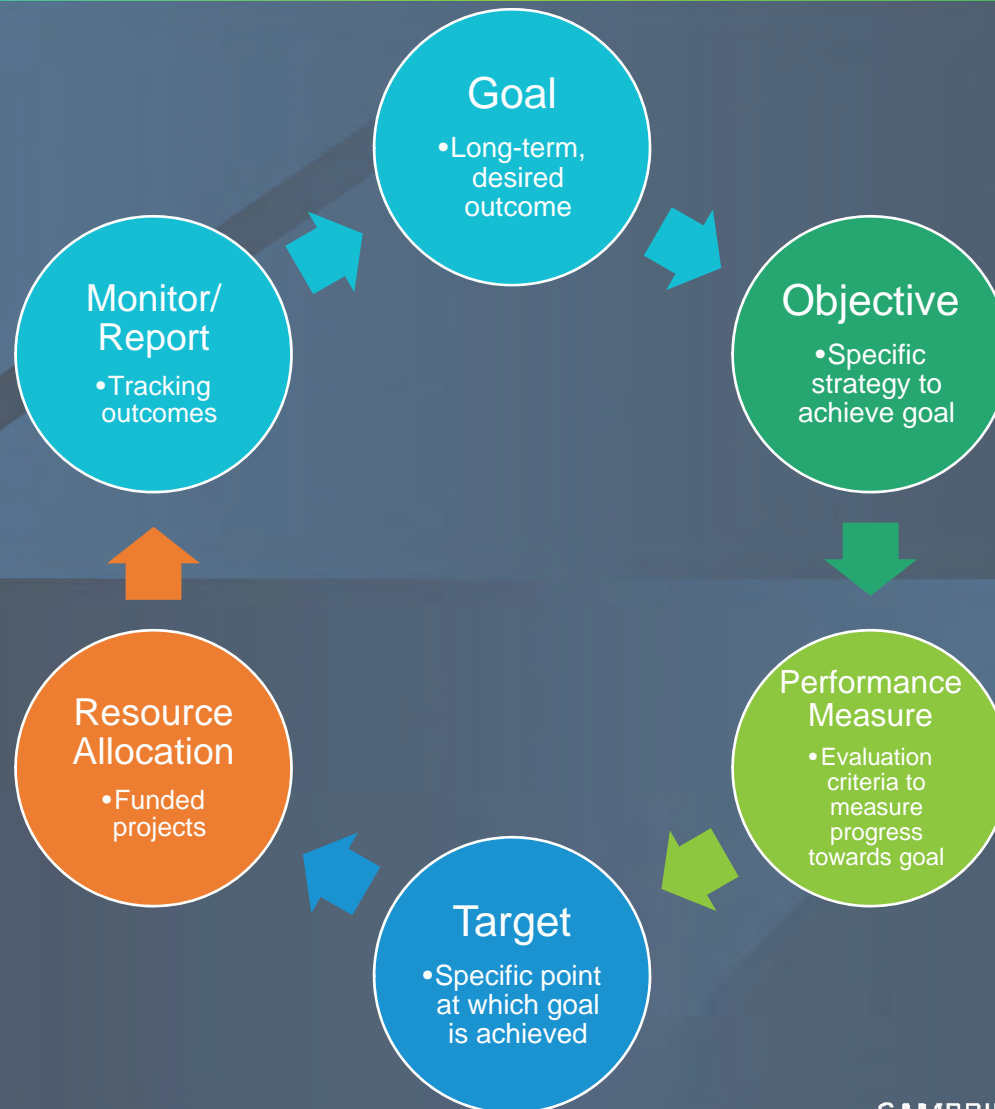 Goal
•Long-term,
desired
outcome
Objective
•Specific
strategy to
achieve goal
Performance
Measure
•Evaluation
criteria to
measure
progress
towards goal
Target
•Specific point
at which goal
is achieved
Resource
Allocation
•Funded
projects
Monitor/
Report
•Tracking
outcomes